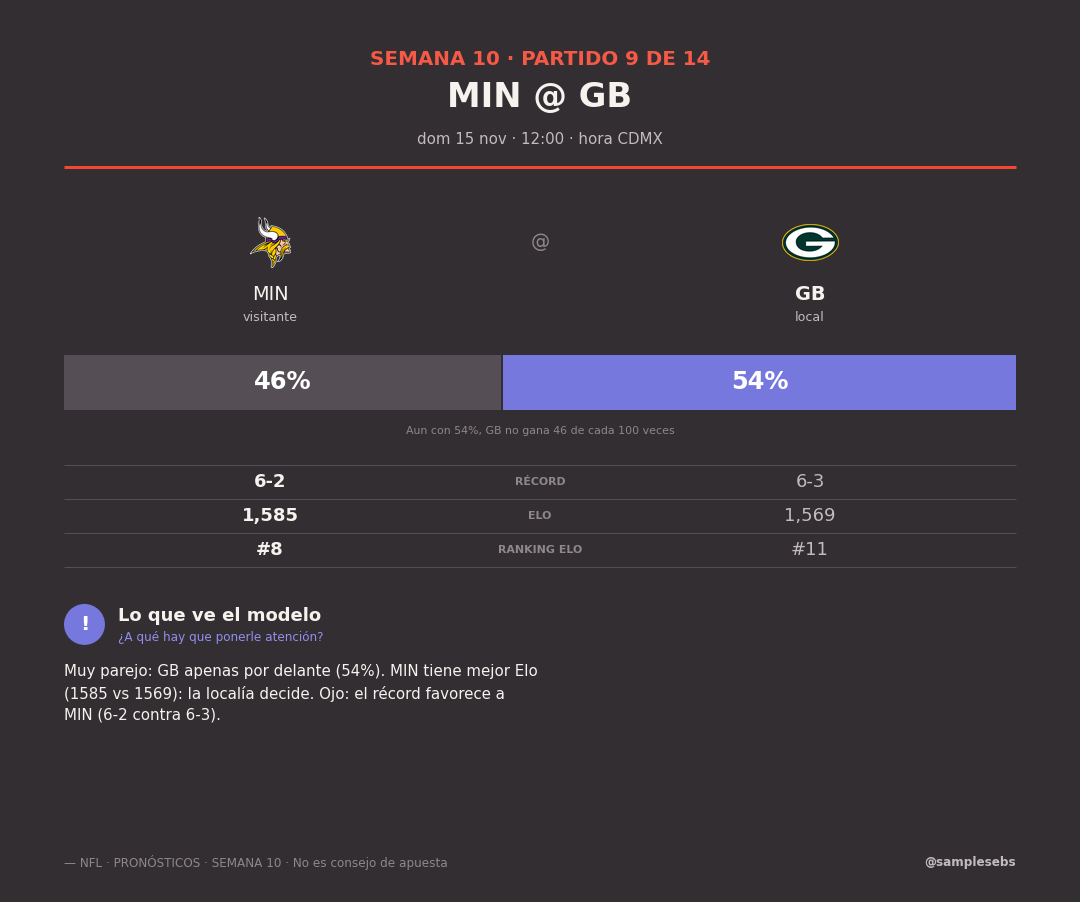 SEMANA 10 · PARTIDO 9 DE 14
MIN @ GB
dom 15 nov · 12:00 · hora CDMX
@
G
MIN
GB
visitante
local
46%
54%
Aun con 54%, GB no gana 46 de cada 100 veces
6-2 RÉCORD 6-3
1,585 ELO 1,569
#8 RANKING ELO #11
!
Lo que ve el modelo
¿A qué hay que ponerle atención?
Muy parejo: GB apenas por delante (54%). MIN tiene mejor Elo
(1585 vs 1569): la localía decide. Ojo: el récord favorece a
MIN (6-2 contra 6-3).
— NFL · PRONÓSTICOS · SEMANA 10 · No es consejo de apuesta
@samplesebs